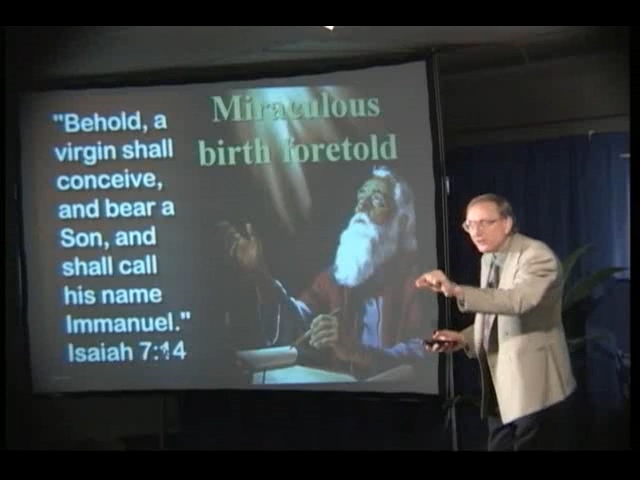 Miraculous
birth foretold
"Behold, a
virgin shall
conceive,
and bear a
Son, and
shall call
his name
Immanuel."
Isaiah 7:14